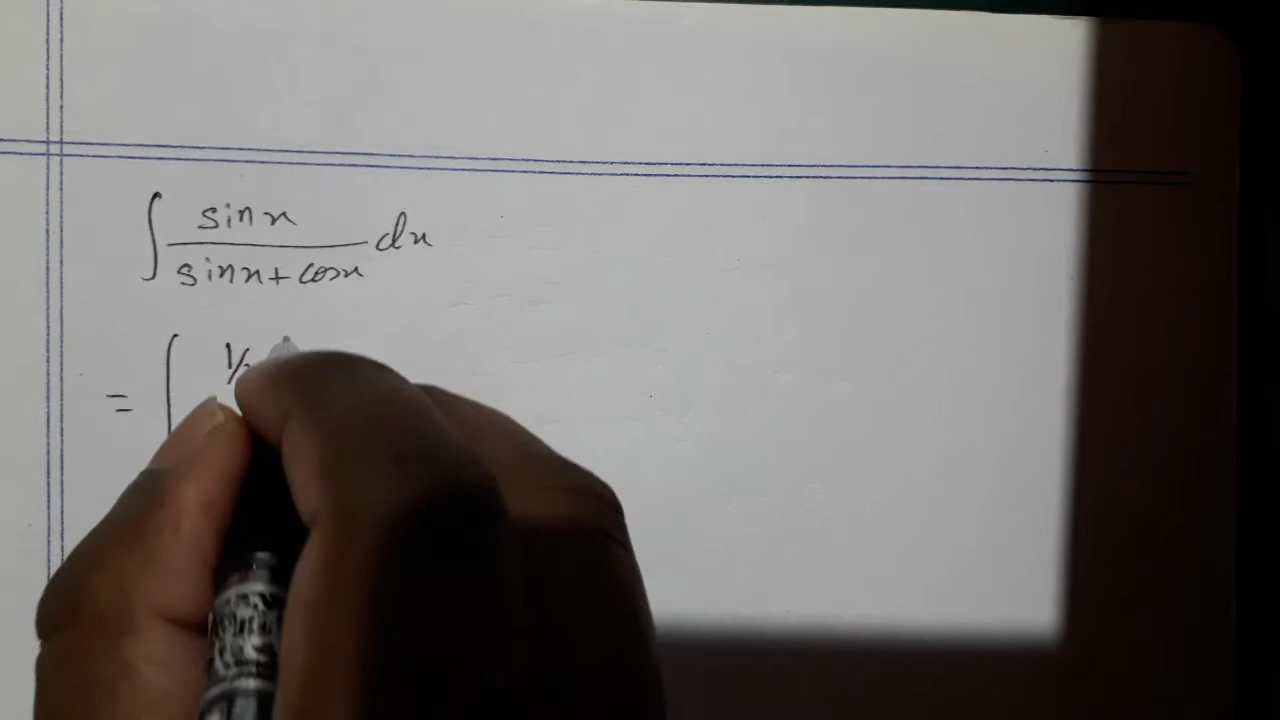 ∫ sinx / sinx + cosx dx
= ∫ 1/2